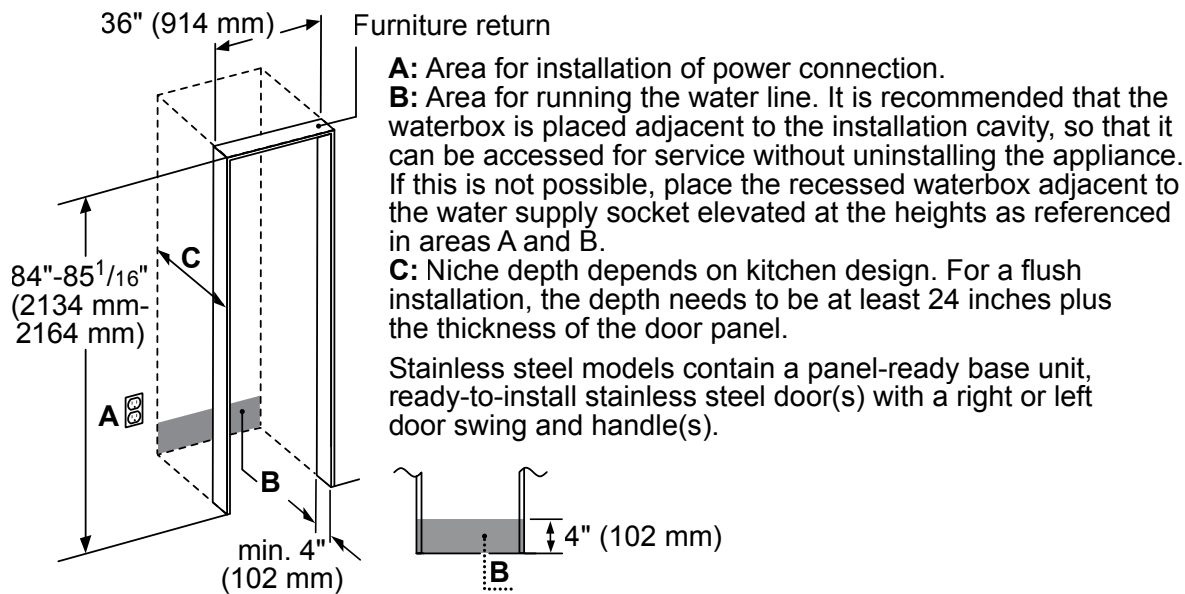 36" (914 mm)
Furniture return
A: Area for installation of power connection.
B: Area for running the water line. It is recommended that the
waterbox is placed adjacent to the installation cavity, so that it
can be accessed for service without uninstalling the appliance.
If this is not possible, place the recessed waterbox adjacent to
the water supply socket elevated at the heights as referenced
in areas A and B.
C: Niche depth depends on kitchen design. For a flush
installation, the depth needs to be at least 24 inches plus
the thickness of the door panel.
Stainless steel models contain a panel-ready base unit,
ready-to-install stainless steel door(s) with a right or left
door swing and handle(s).
C
84"-85 1/16"
(2134 mm-
2164 mm)
A
B
min. 4"
(102 mm)
4" (102 mm)
B